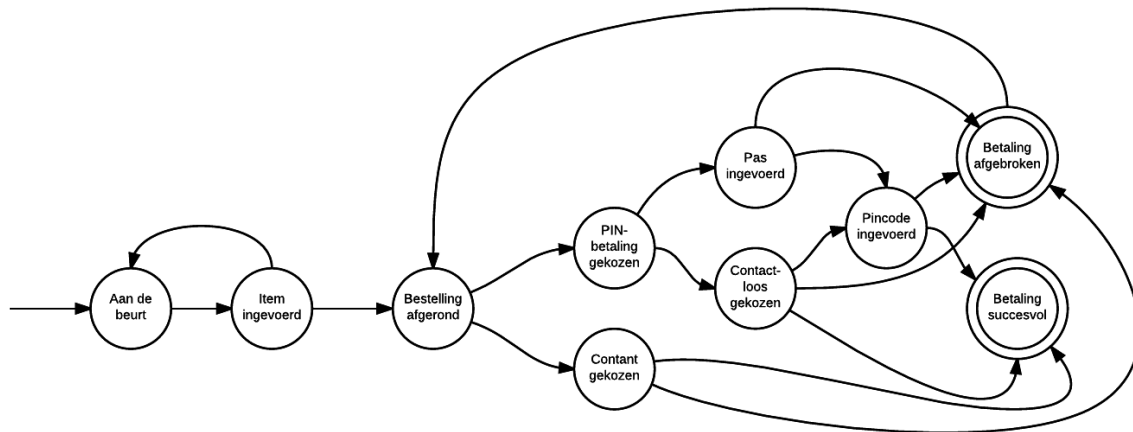 Aan de
beurt
Item
ingevoerd
Bestelling
afgerond
PIN-
betaling
gekozen
Contant
gekozen
Pas
ingevoerd
Contact-
loos
gekozen
Pincode
ingevoerd
Betaling
afgebroken
Betaling
succesvol